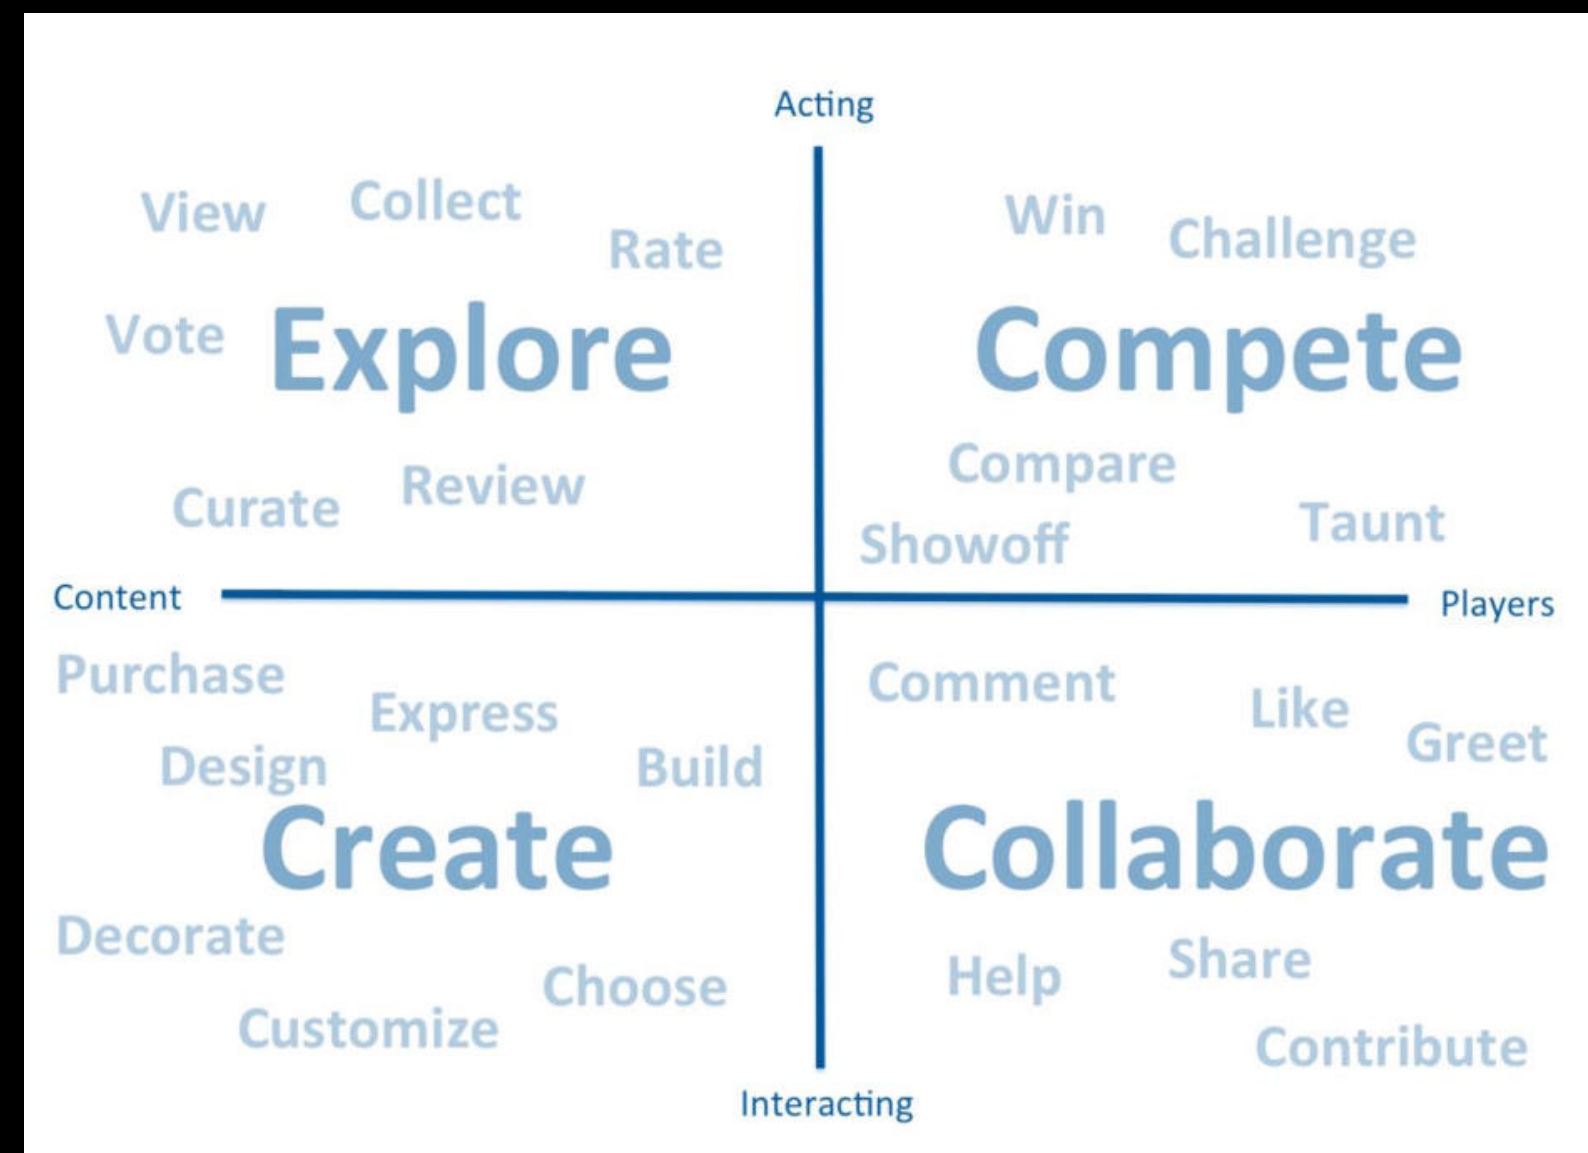 Acting
View
Collect
Rate
Vote
Explore
Curate
Review
Win
Challenge
Compete
Compare
Showoff
Taunt
Content
Players
Purchase
Express
Design
Build
Create
Decorate
Choose
Customize
Comment
Like
Greet
Collaborate
Help
Share
Contribute
Interacting